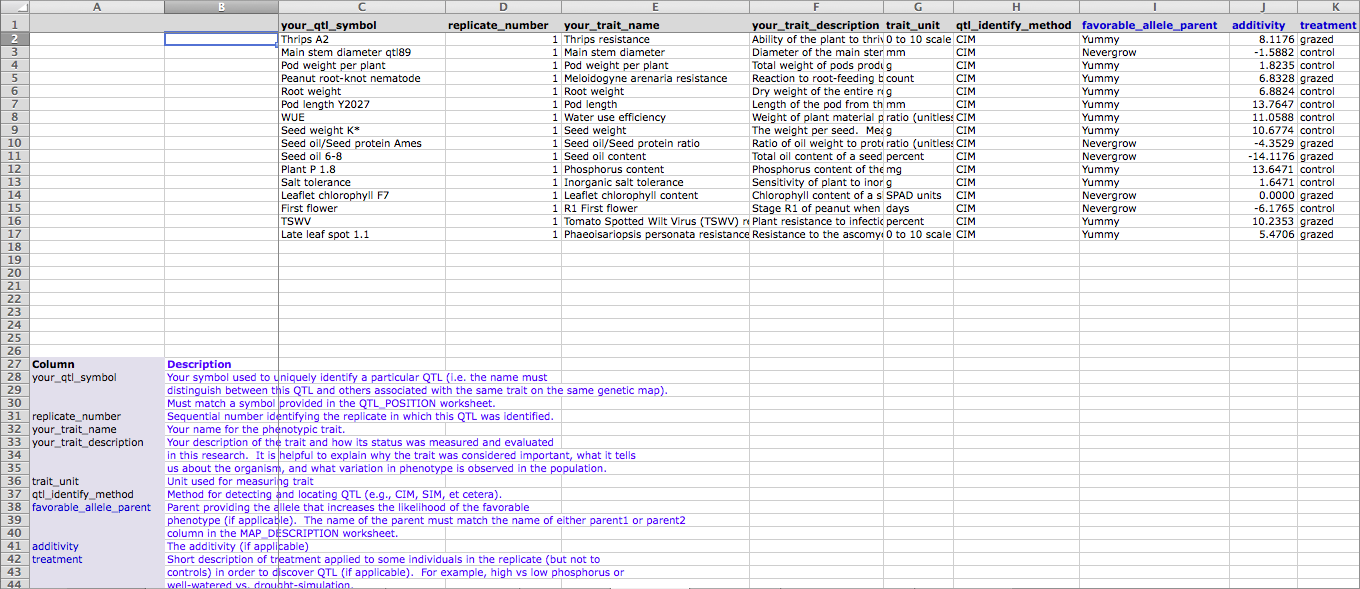 A B C D E F G H I J K
1 your_qtl_symbol replicate_number your_trait_name your_trait_description trait_unit qtl_identify_method favorable_allele_parent additivity treatment
2 Thrips A2 1 Thrips resistance Ability of the plant to thriv 0 to 10 scale CIM Yummy 8.1176 grazed
3 Main stem diameter qtl89 1 Main stem diameter Diameter of the main ster mm CIM Nevergrow -1.5882 control
4 Pod weight per plant 1 Pod weight per plant Total weight of pods produ g CIM Yummy 1.8235 control
5 Peanut root-knot nematode 1 Meloidogyne arenaria resistance Reaction to root-feeding b count CIM Yummy 6.8328 grazed
6 Root weight 1 Root weight Dry weight of the entire ro g CIM Yummy 6.8824 control
7 Pod length Y2027 1 Pod length Length of the pod from th mm CIM Yummy 13.7647 control
8 WUE 1 Water use efficiency Weight of plant material p ratio (unitless CIM Yummy 11.0588 control
9 Seed weight K* 1 Seed weight The weight per seed. Mea g CIM Yummy 10.6774 control
10 Seed oil/Seed protein Ames 1 Seed oil/Seed protein ratio Ratio of oil weight to prote ratio (unitless CIM Nevergrow -4.3529 grazed
11 Seed oil 6-8 1 Seed oil content Total oil content of a seed percent CIM Nevergrow -14.1176 grazed
12 Plant P 1.8 1 Phosphorus content Phosphorus content of the mg CIM Yummy 13.6471 control
13 Salt tolerance 1 Inorganic salt tolerance Sensitivity of plant to inor g CIM Yummy 1.6471 control
14 Leaflet chlorophyll F7 1 Leaflet chlorophyll content Chlorophyll content of a s SPAD units CIM Nevergrow 0.0000 grazed
15 First flower 1 R1 First flower Stage R1 of peanut when days CIM Nevergrow -6.1765 control
16 TSWV 1 Tomato Spotted Wilt Virus (TSWV) re Plant resistance to infectio percent CIM Yummy 10.2353 grazed
17 Late leaf spot 1.1 1 Phaeoisariopsis personata resistance Resistance to the ascomy 0 to 10 scale CIM Yummy 5.4706 grazed
18
19
20
21
22
23
24
25
26
27 Column Description
28 your_qtl_symbol Your symbol used to uniquely identify a particular QTL (i.e. the name must
29 distinguish between this QTL and others associated with the same trait on the same genetic map).
30 Must match a symbol provided in the QTL_POSITION worksheet.
31 replicate_number Sequential number identifying the replicate in which this QTL was identified.
32 your_trait_name Your name for the phenotypic trait.
33 your_trait_description Your description of the trait and how its status was measured and evaluated
34 in this research. It is helpful to explain why the trait was considered important, what it tells
35 us about the organism, and what variation in phenotype is observed in the population.
36 trait_unit Unit used for measuring trait
37 qtl_identify_method Method for detecting and locating QTL (e.g., CIM, SIM, et cetera).
38 favorable_allele_parent Parent providing the allele that increases the likelihood of the favorable
39 phenotype (if applicable). The name of the parent must match the name of either parent1 or parent2
40 column in the MAP_DESCRIPTION worksheet.
41 additivity The additivity (if applicable)
42 treatment Short description of treatment applied to some individuals in the replicate (but not to
43 controls) in order to discover QTL (if applicable). For example, high vs low phosphorus or
44 well-watered vs. drought-simulation.